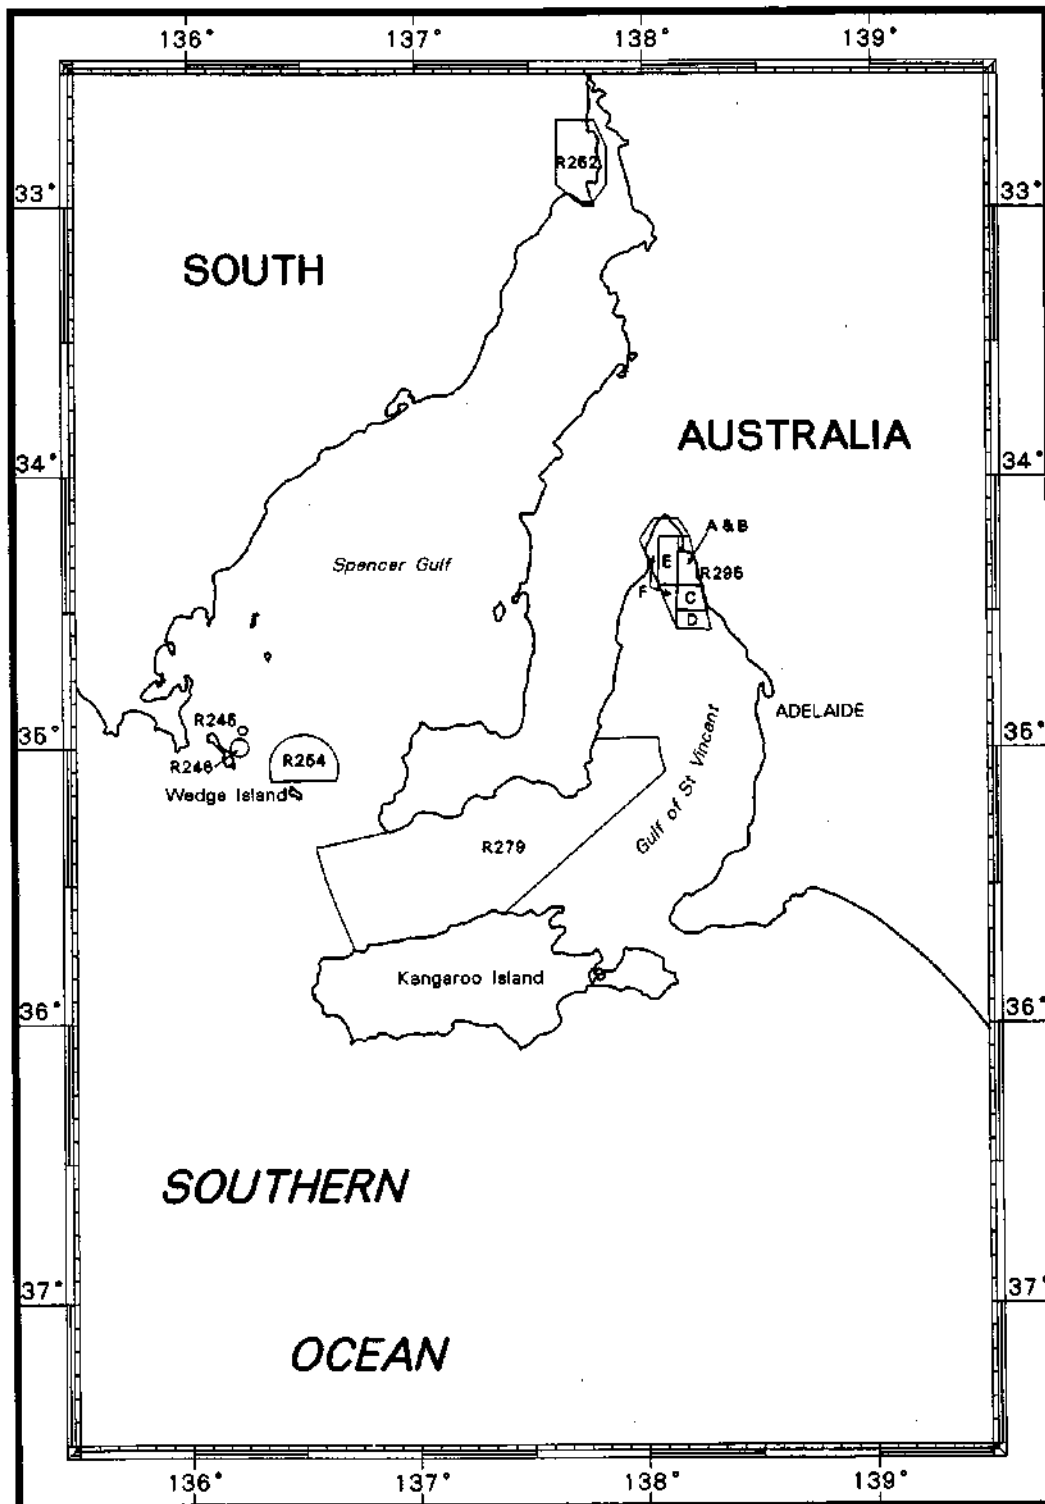 136° 137° 138° 139°
R262
33° 33°
SOUTH
AUSTRALIA
34° 34°
A & B
Spencer Gulf
E
R295
F
C
D
ADELAIDE
R245
35° 35°
R246
R254
Wedge Island
Gulf of St Vincent
R279
Kangaroo Island
36° 36°
SOUTHERN
37° 37°
OCEAN
136° 137° 138° 139°